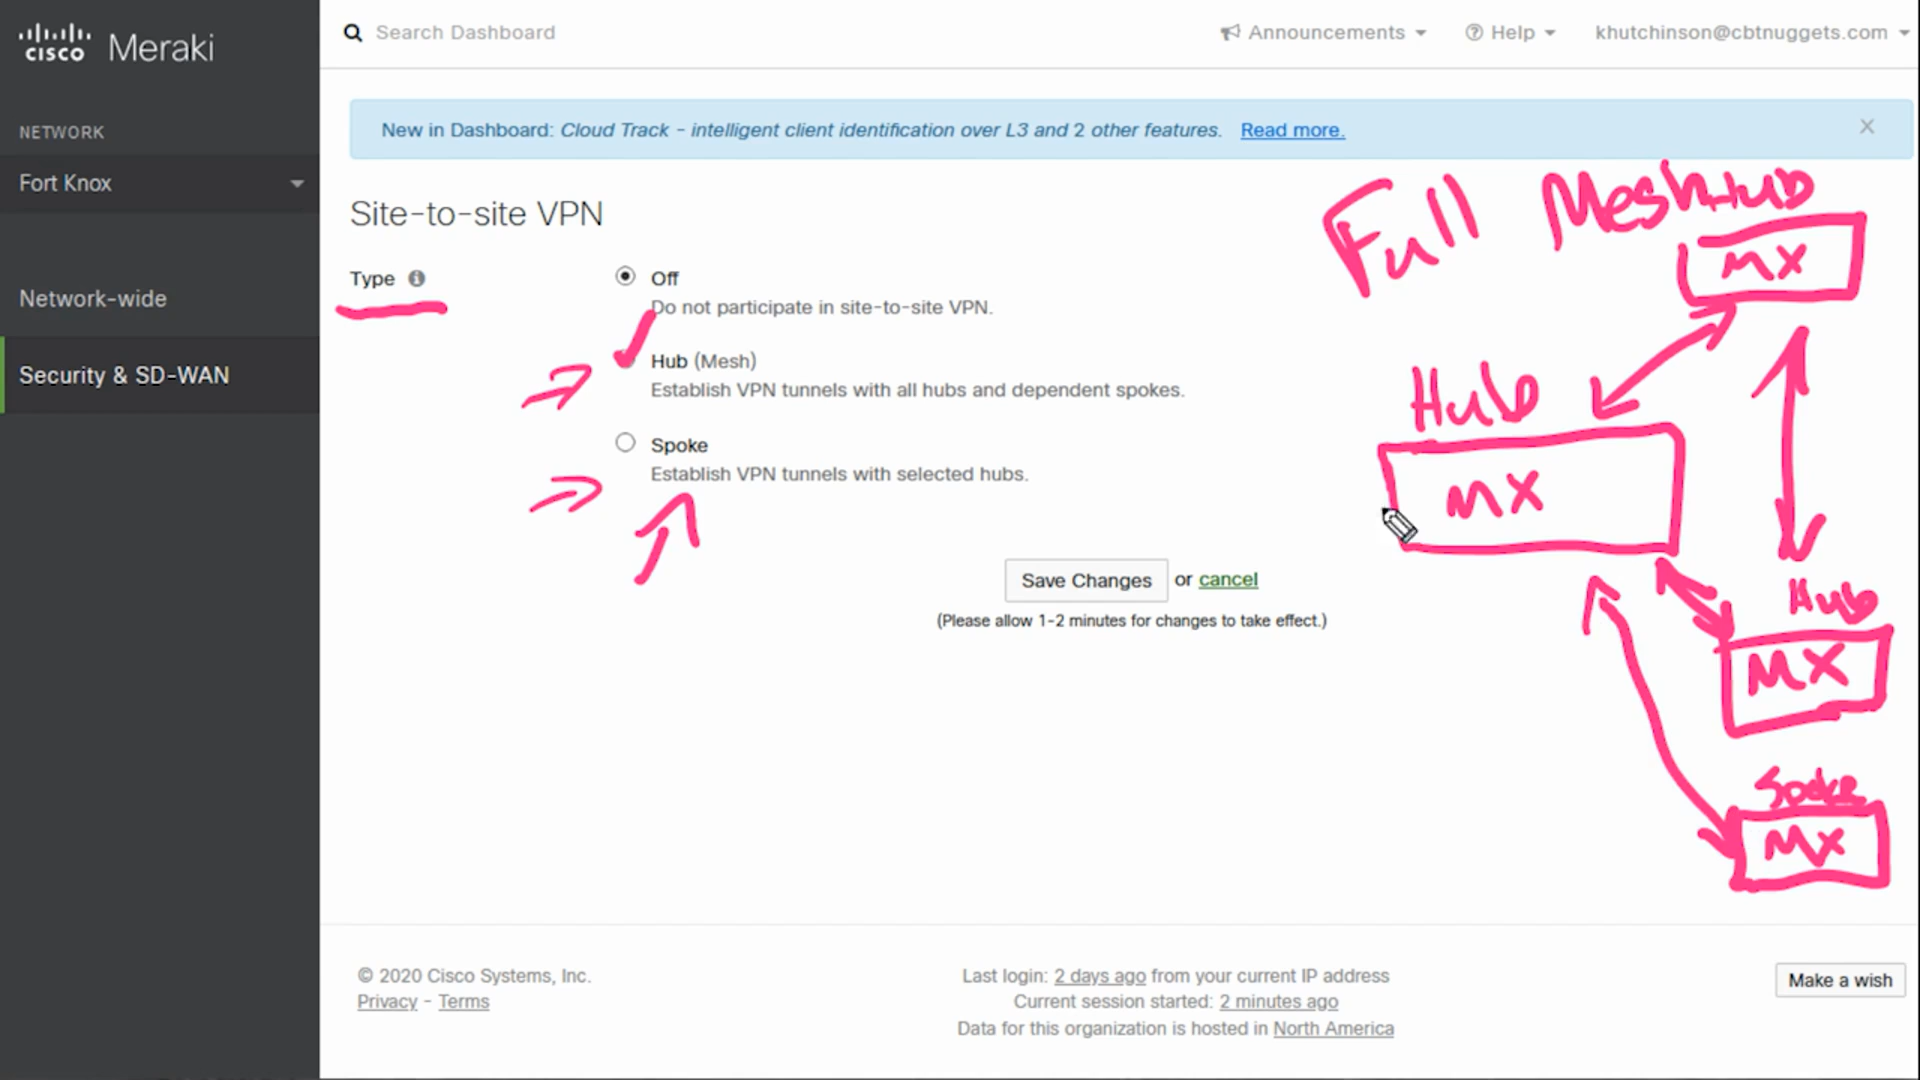 CISCO Meraki
Search Dashboard
Announcements
Help
khutchinson@cbtnuggets.com
NETWORK
Fort Knox
Network-wide
Security & SD-WAN
New in Dashboard: Cloud Track - intelligent client identification over L3 and 2 other features. Read more.
Site-to-site VPN
Type
Off
Do not participate in site-to-site VPN.
Hub (Mesh)
Establish VPN tunnels with all hubs and dependent spokes.
Spoke
Establish VPN tunnels with selected hubs.
Save Changes or cancel
(Please allow 1-2 minutes for changes to take effect.)
Full Mesh
Hub
MX
Hub
MX
Hub
MX
Spoke
MX
© 2020 Cisco Systems, Inc.
Privacy - Terms
Last login: 2 days ago from your current IP address
Current session started: 2 minutes ago
Data for this organization is hosted in North America
Make a wish